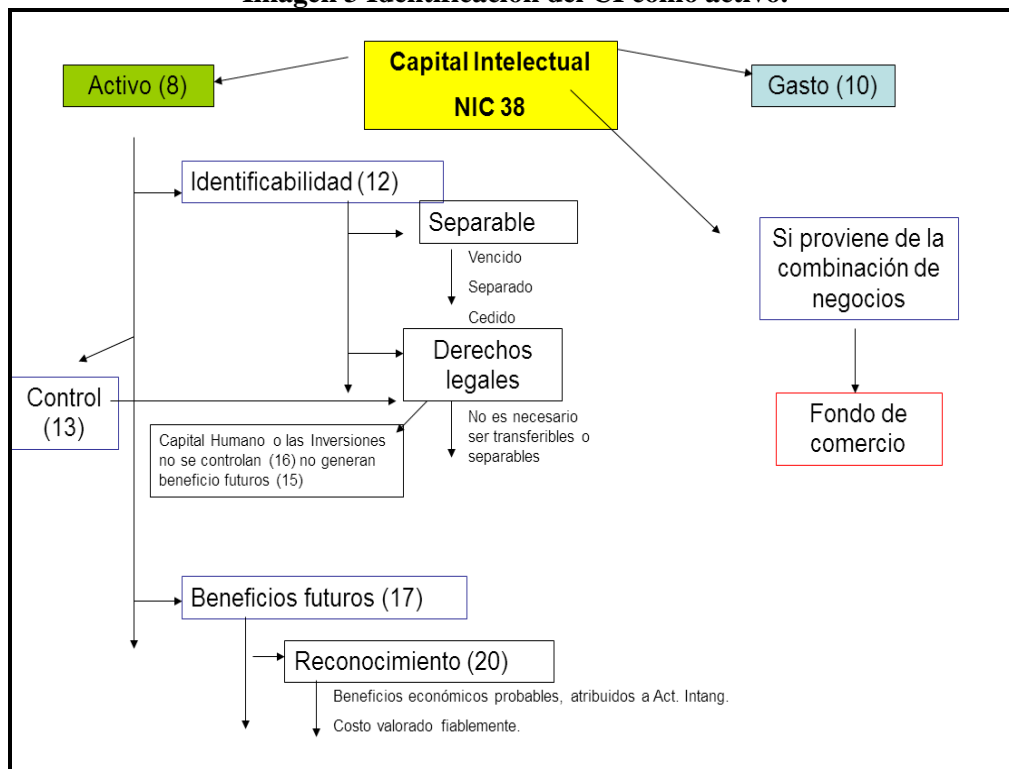 Imagen 3 Identificación del CI como activo.
Capital Intelectual
NIC 38
Activo (8)
Gasto (10)
Identificabilidad (12)
Separable
Vencido
Separado
Cedido
Derechos
legales
No es necesario
ser transferibles o
separables
Control
(13)
Capital Humano o las Inversiones
no se controlan (16) no generan
beneficio futuros (15)
Si proviene de la
combinación de
negocios
Fondo de
comercio
Beneficios futuros (17)
Reconocimiento (20)
Beneficios económicos probables, atribuidos a Act. Intang.
Costo valorado fiablemente.